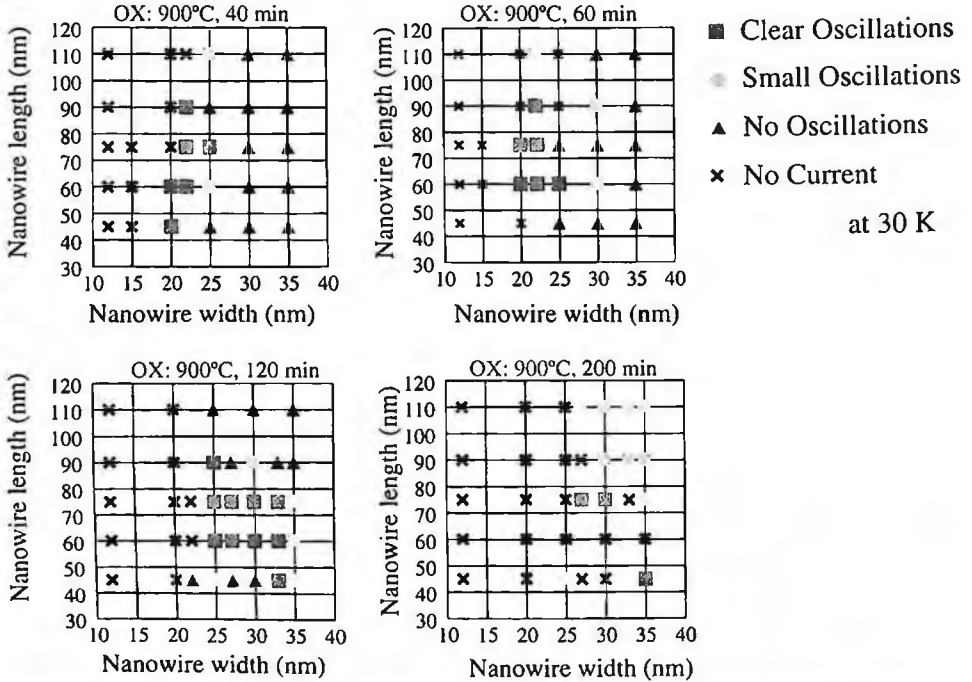 OX: 900°C, 40 min
Nanowire length (nm)
120
110
100
90
80
70
60
50
40
30
10 15 20 25 30 35 40
Nanowire width (nm)
OX: 900°C, 60 min
Nanowire length (nm)
120
110
100
90
80
70
60
50
40
30
10 15 20 25 30 35 40
Nanowire width (nm)
Clear Oscillations
Small Oscillations
No Oscillations
No Current
at 30 K
OX: 900°C, 120 min
Nanowire length (nm)
120
110
100
90
80
70
60
50
40
30
10 15 20 25 30 35 40
Nanowire width (nm)
OX: 900°C, 200 min
Nanowire length (nm)
120
110
100
90
80
70
60
50
40
30
10 15 20 25 30 35 40
Nanowire width (nm)